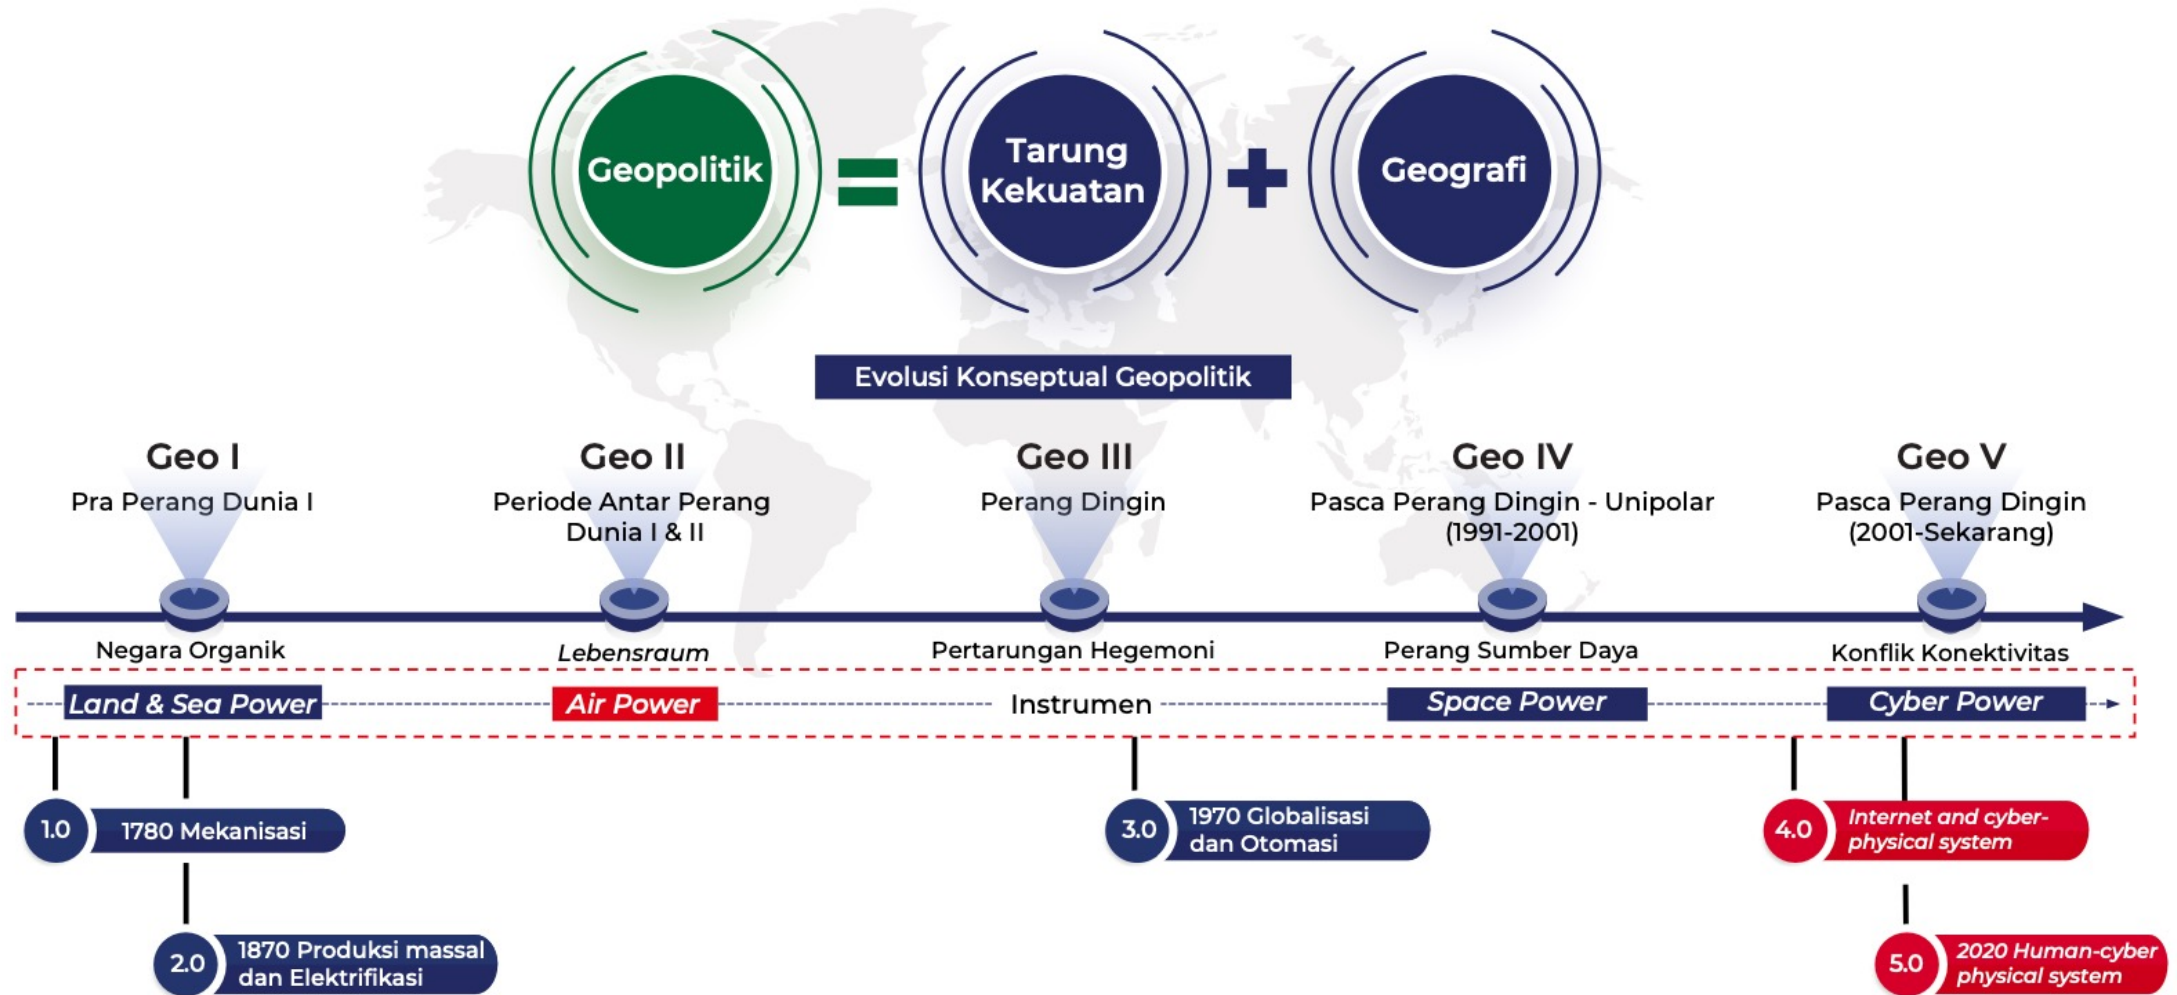 Geopolitik
=
Tarung
Kekuatan
+
Geografi
Evolusi Konseptual Geopolitik
Geo I
Pra Perang Dunia I
Geo II
Periode Antar Perang
Dunia I & II
Geo III
Perang Dingin
Geo IV
Pasca Perang Dingin - Unipolar
(1991-2001)
Geo V
Pasca Perang Dingin
(2001-Sekarang)
Negara Organik
Lebensraum
Pertarungan Hegemoni
Perang Sumber Daya
Konflik Konektivitas
Land & Sea Power
Air Power
Instrumen
Space Power
Cyber Power
1.0
1780 Mekanisasi
2.0
1870 Produksi massal
dan Elektrifikasi
3.0
1970 Globalisasi
dan Otomasi
4.0
Internet and cyber-
physical system
5.0
2020 Human-cyber
physical system